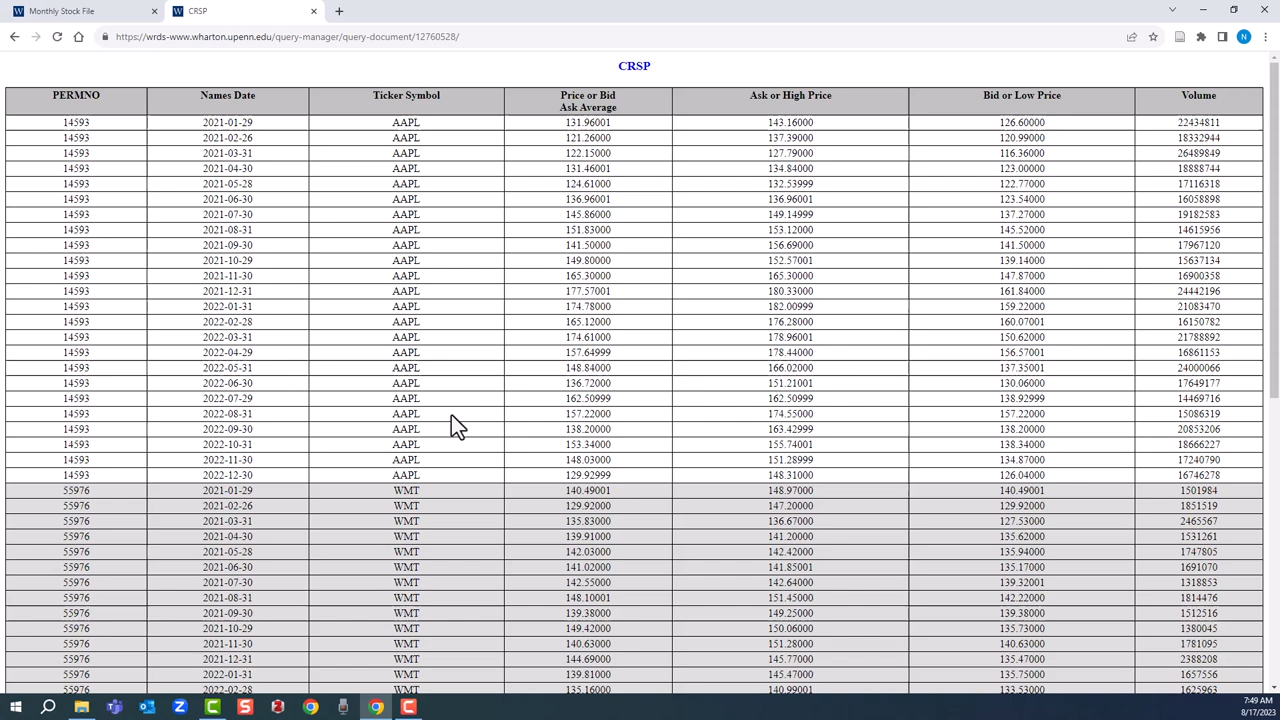 Monthly Stock File
CRSP
https://wrds-www.wharton.upenn.edu/query-manager/query-document/12760528/
N
CRSP
PERMNO Names Date Ticker Symbol Price or Bid Ask Average Ask or High Price Bid or Low Price Volume
14593 2021-01-29 AAPL 131.96001 143.16000 126.60000 22434811
14593 2021-02-26 AAPL 121.26000 137.39000 120.99000 18332944
14593 2021-03-31 AAPL 122.15000 127.79000 116.36000 26489849
14593 2021-04-30 AAPL 131.46001 134.84000 123.00000 18888744
14593 2021-05-28 AAPL 124.61000 132.53999 122.77000 17116318
14593 2021-06-30 AAPL 136.96001 136.96001 123.54000 16058898
14593 2021-07-30 AAPL 145.86000 149.14999 137.27000 19182583
14593 2021-08-31 AAPL 151.83000 153.12000 145.52000 14615956
14593 2021-09-30 AAPL 141.50000 156.69000 141.50000 17967120
14593 2021-10-29 AAPL 149.80000 152.57001 139.14000 15637134
14593 2021-11-30 AAPL 165.30000 165.30000 147.87000 16900358
14593 2021-12-31 AAPL 177.57001 180.33000 161.84000 24442196
14593 2022-01-31 AAPL 174.78000 182.00999 159.22000 21083470
14593 2022-02-28 AAPL 165.12000 176.28000 160.07001 16150782
14593 2022-03-31 AAPL 174.61000 178.96001 150.62000 21788892
14593 2022-04-29 AAPL 157.64999 178.44000 156.57001 16861153
14593 2022-05-31 AAPL 148.84000 166.02000 137.35001 24000066
14593 2022-06-30 AAPL 136.72000 151.21001 130.06000 17649177
14593 2022-07-29 AAPL 162.50999 162.50999 138.92999 14469716
14593 2022-08-31 AAPL 157.22000 174.55000 157.22000 15086319
14593 2022-09-30 AAPL 138.20000 163.42999 138.20000 20853206
14593 2022-10-31 AAPL 153.34000 155.74001 138.34000 18666227
14593 2022-11-30 AAPL 148.03000 151.28999 134.87000 17240790
14593 2022-12-30 AAPL 129.92999 148.31000 126.04000 16746278
55976 2021-01-29 WMT 140.49001 148.97000 140.49001 1501984
55976 2021-02-26 WMT 129.92000 147.20000 129.92000 1851519
55976 2021-03-31 WMT 135.83000 136.67000 127.53000 2465567
55976 2021-04-30 WMT 139.91000 141.20000 135.62000 1531261
55976 2021-05-28 WMT 142.03000 142.42000 135.94000 1747805
55976 2021-06-30 WMT 141.02000 141.85001 135.17000 1691070
55976 2021-07-30 WMT 142.55000 142.64000 139.32001 1318853
55976 2021-08-31 WMT 148.10001 151.45000 142.22000 1814476
55976 2021-09-30 WMT 139.38000 149.25000 139.38000 1512516
55976 2021-10-29 WMT 149.42000 150.06000 135.73000 1380045
55976 2021-11-30 WMT 140.63000 151.28000 140.63000 1781095
55976 2021-12-31 WMT 144.69000 145.77000 135.47000 2388208
55976 2022-01-31 WMT 139.81000 145.47000 135.75000 1657556
55976 2022-02-28 WMT 135.16000 140.99001 133.53000 1625963
7:49 AM
8/17/2023